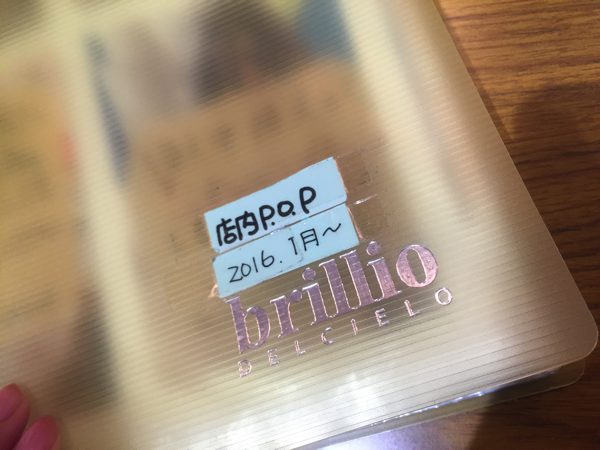 店内P.O.P
2016.1月〜
brillio
DELCIELO